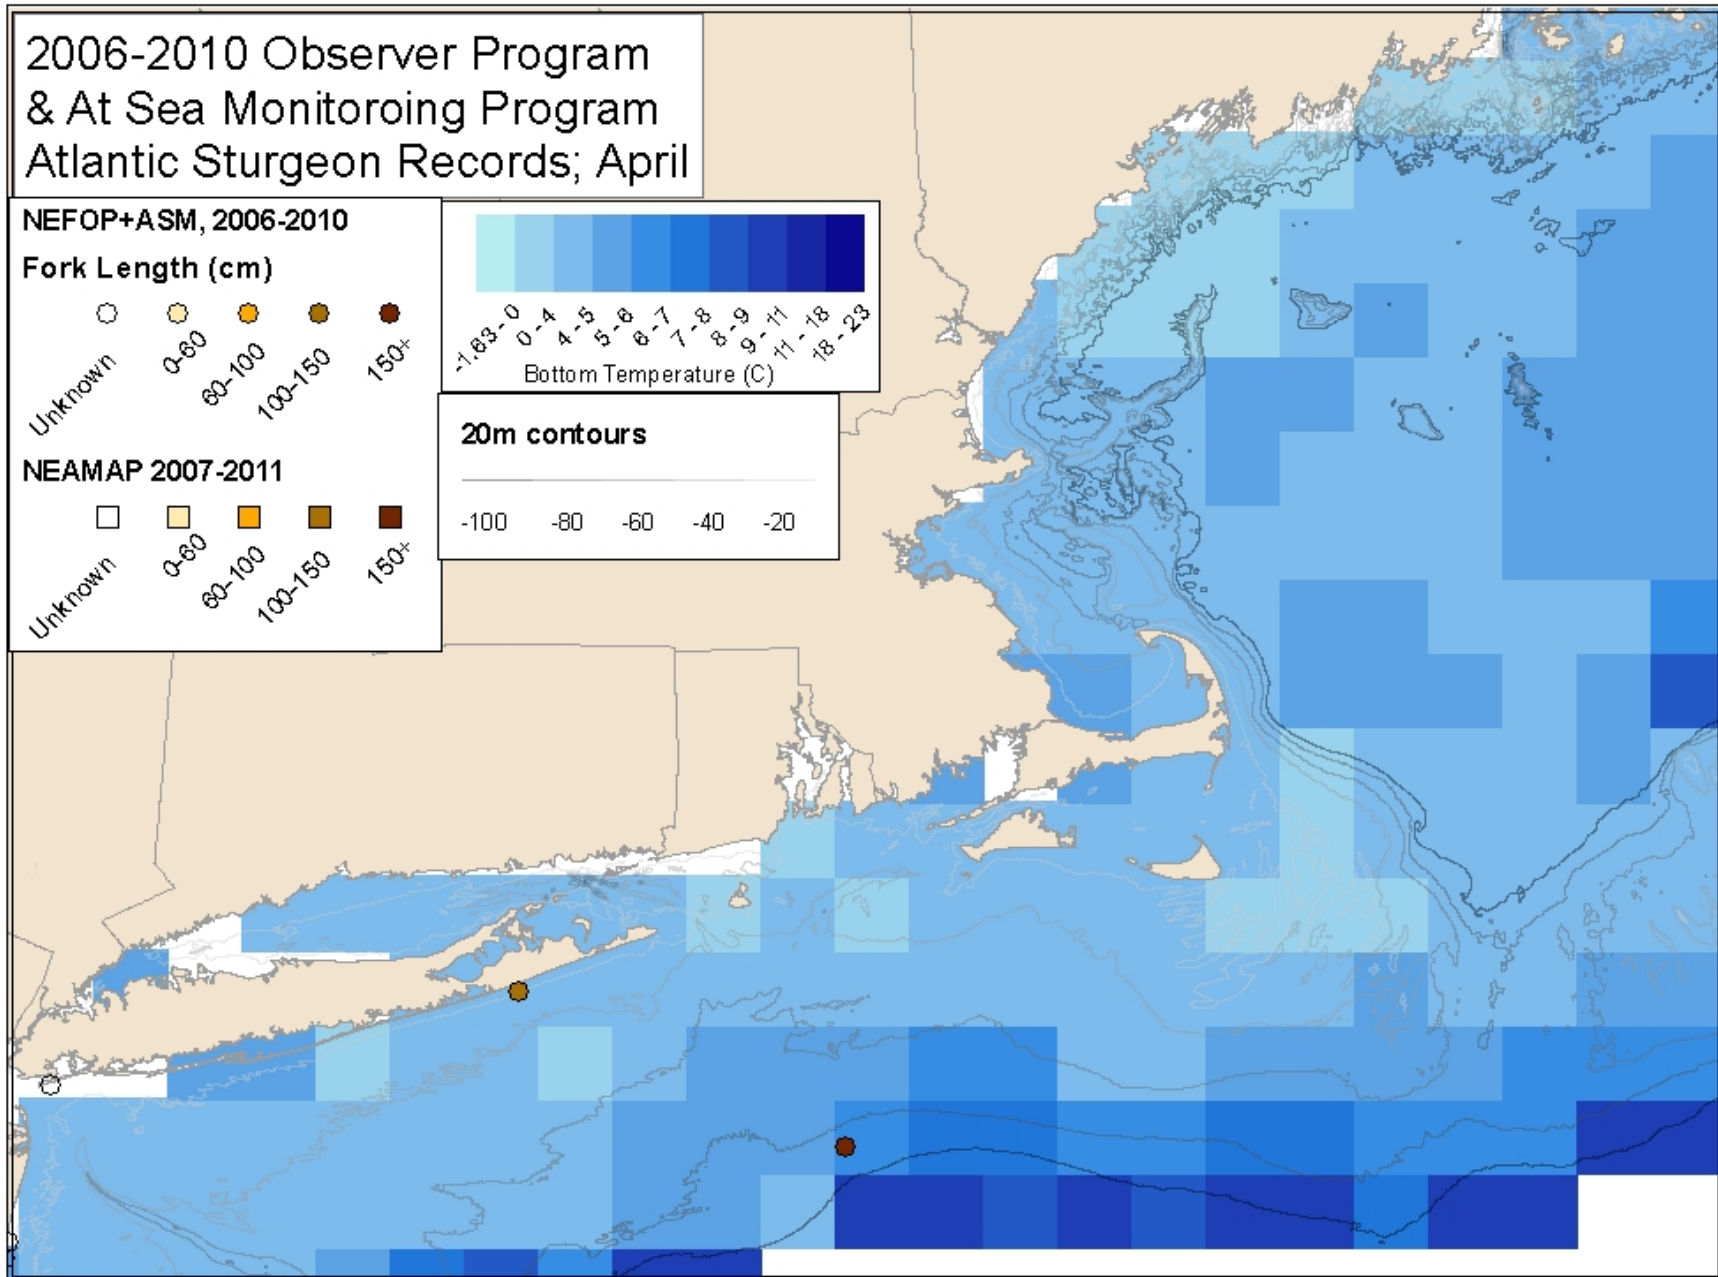 2006-2010 Observer Program
& At Sea Monitoroing Program
Atlantic Sturgeon Records; April
NEFOP+ASM, 2006-2010
Fork Length (cm)
Unknown
0-60
60-100
100-150
150+
NEAMAP 2007-2011
Unknown
0-60
60-100
100-150
150+
-1.63 - 0
0 - 4
4 - 5
5 - 6
6 - 7
7 - 8
8 - 9
9 - 11
11 - 18
18 - 23
Bottom Temperature (C)
20m contours
-100 -80 -60 -40 -20